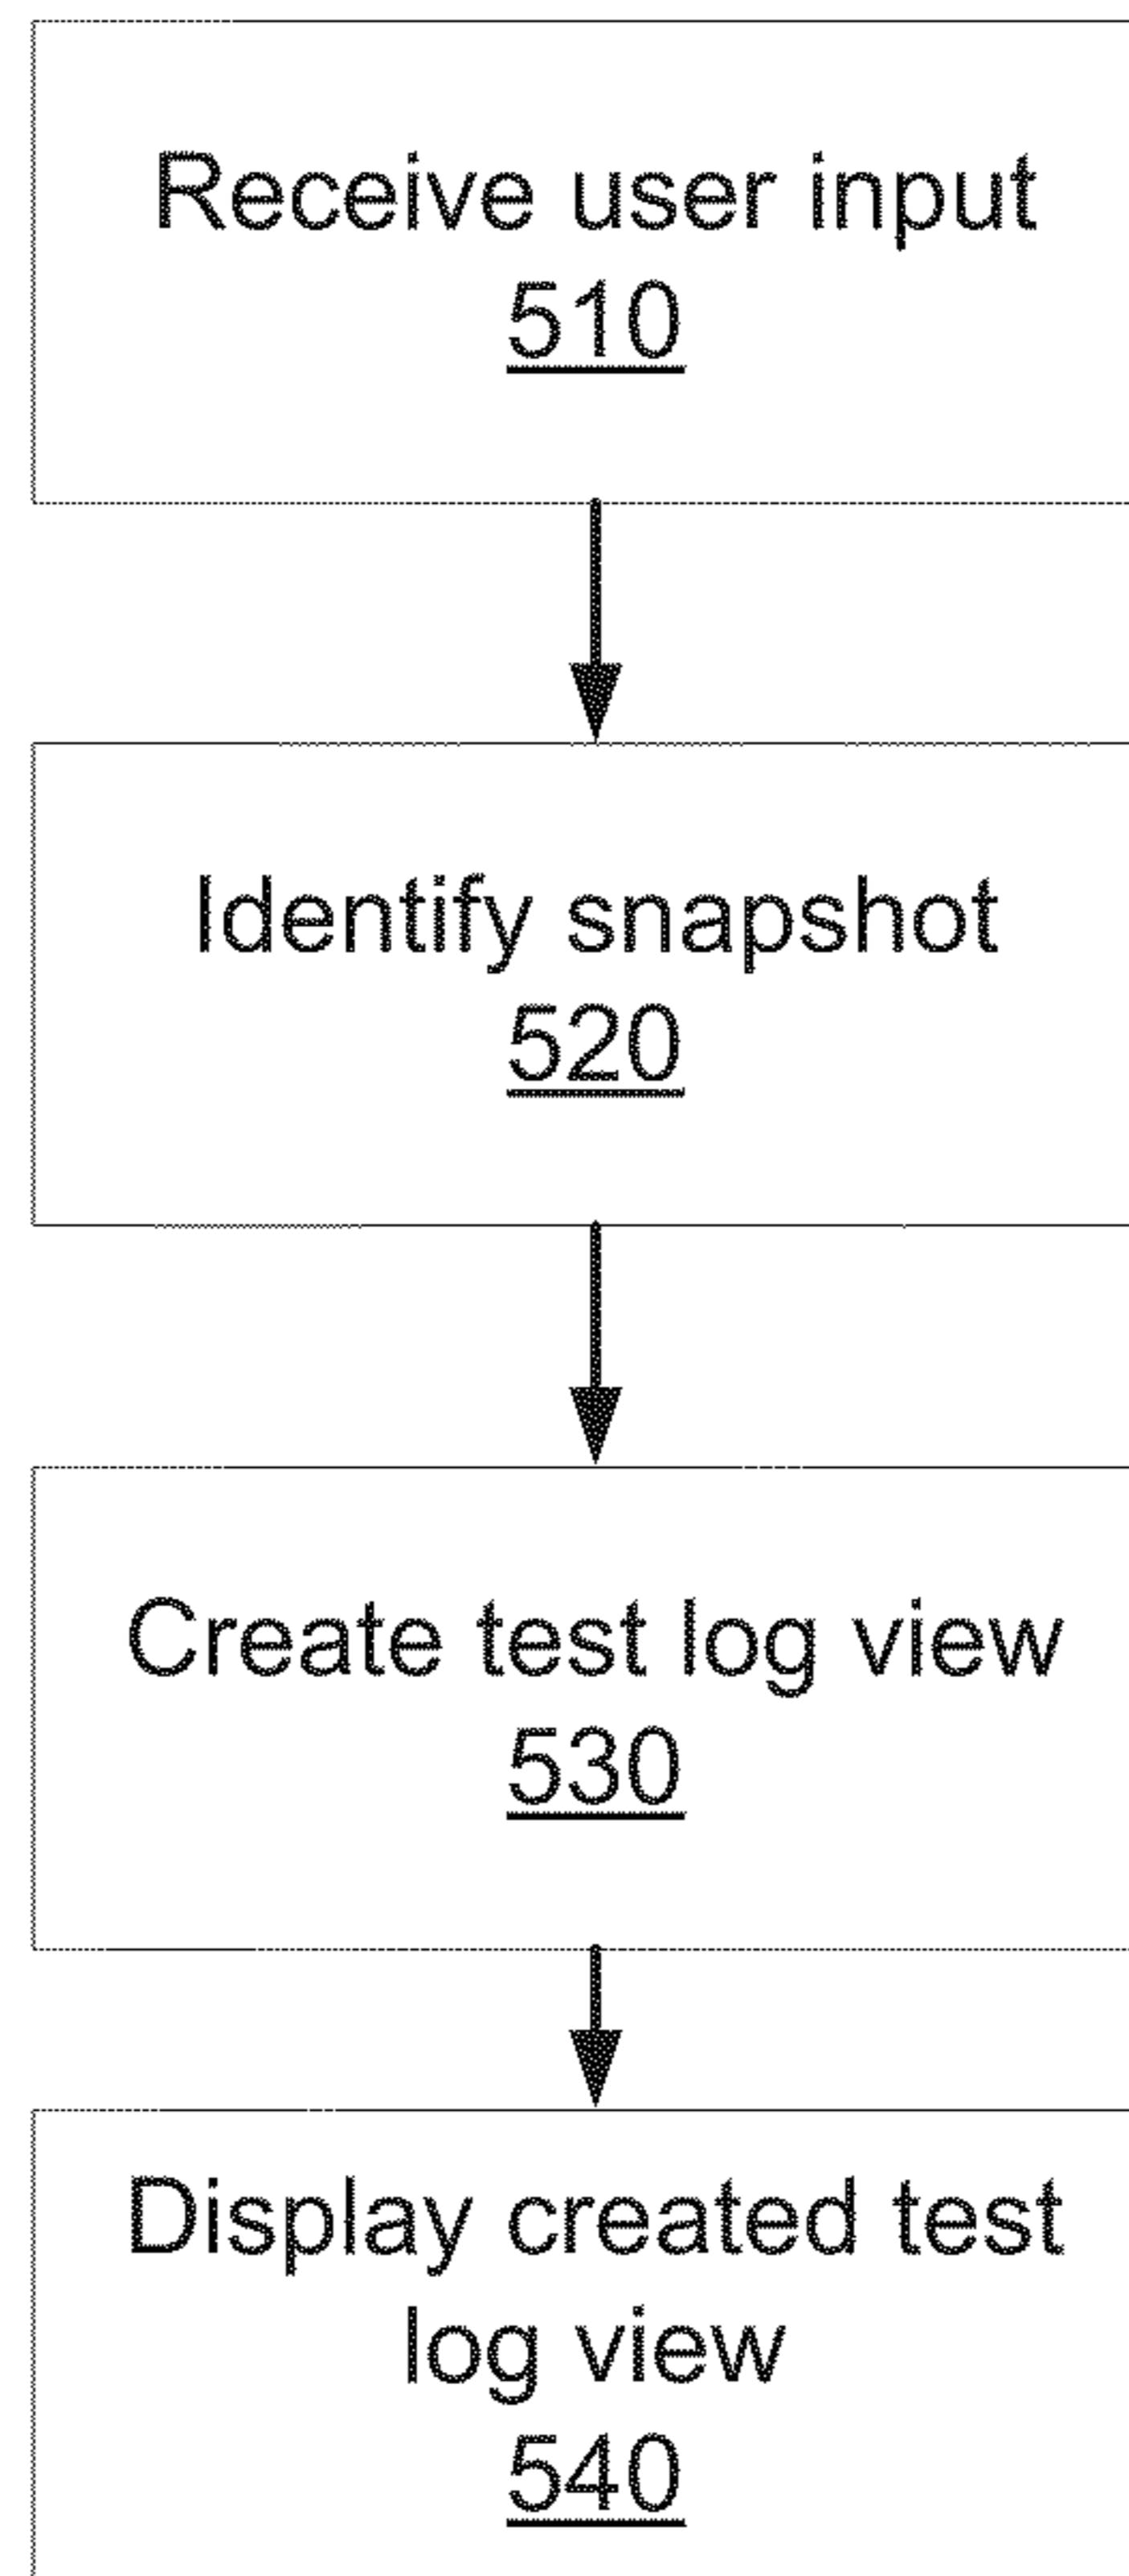 Receive user input
510
Identify snapshot
520
Create test log view
530
Display created test
log view
540